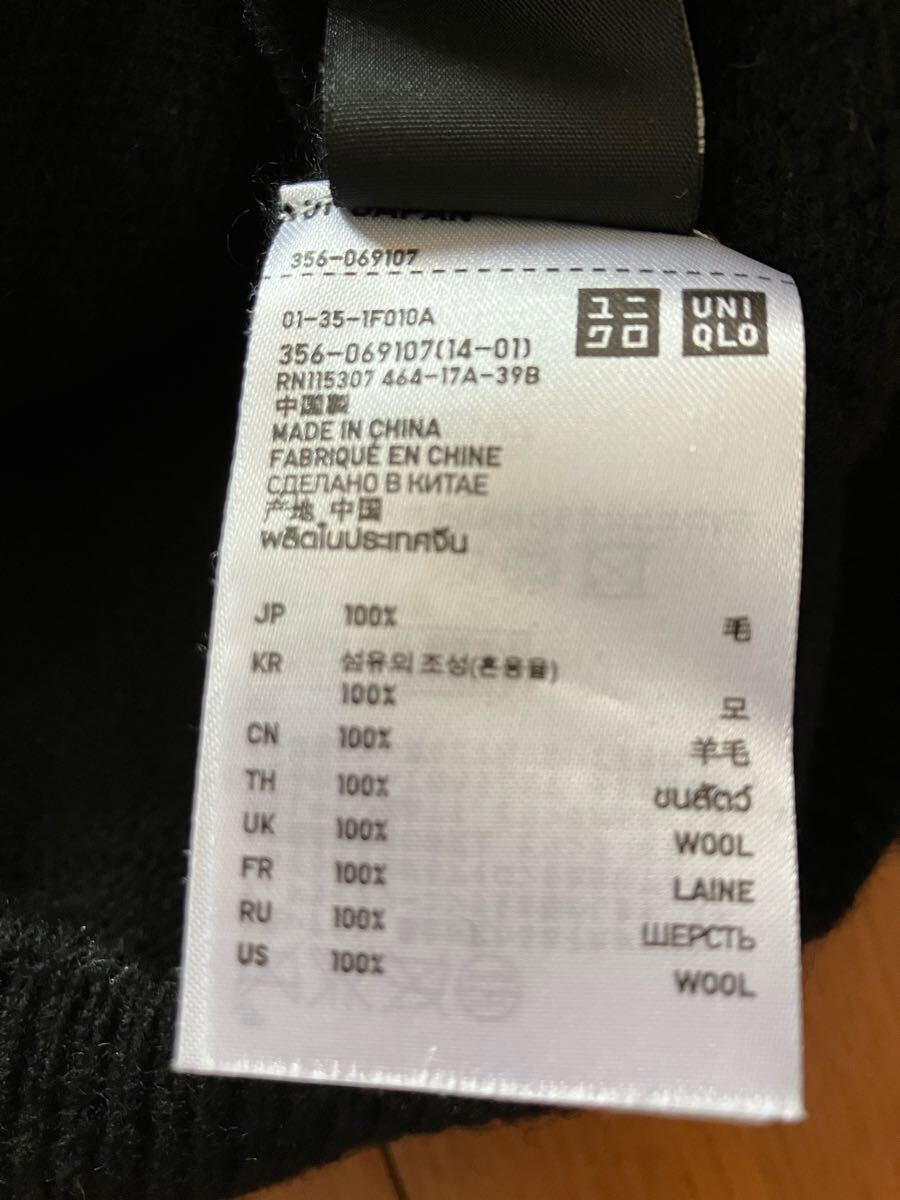 JAPAN
356-069107
ユニ
クロ
UNI
QLO
01-35-1F010A
356-069107(14-01)
RN115307 464-17A-39B
中国製
MADE IN CHINA
FABRIQUÉ EN CHINE
СДЕЛАНО В КИТАЕ
产地 中国
ผลิตในประเทศจีน
JP 100% 毛
KR 섬유의 조성(혼용율)
100% 모
CN 100% 羊毛
TH 100% ขนสัตว์
UK 100% WOOL
FR 100% LAINE
RU 100% ШЕРСТЬ
US 100% WOOL